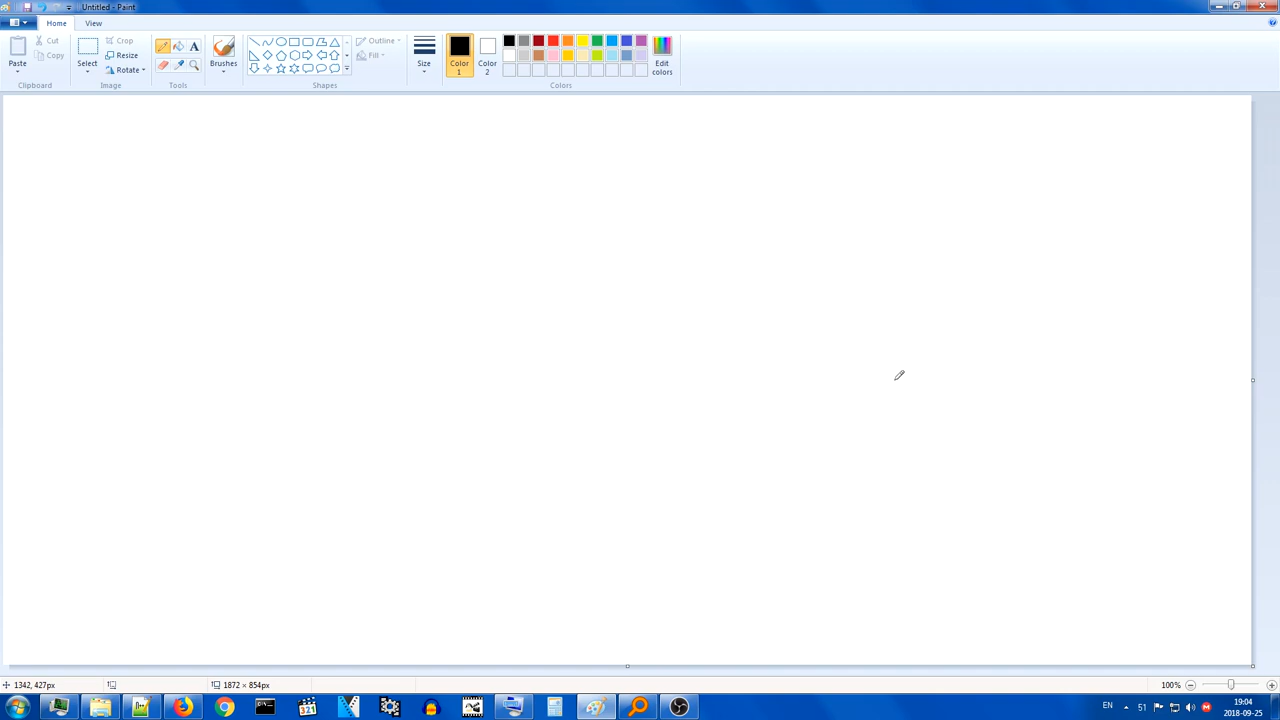 Untitled - Paint
Home View
Paste
Cut
Copy
Clipboard
Select
Crop
Resize
Rotate
Image
A
Tools
Brushes
Shapes
Outline
Fill
Size
Color
1
Color
2
Edit
colors
Colors
1342, 427px
1872 × 854px
100%
EN
51
19:04
2018-09-25